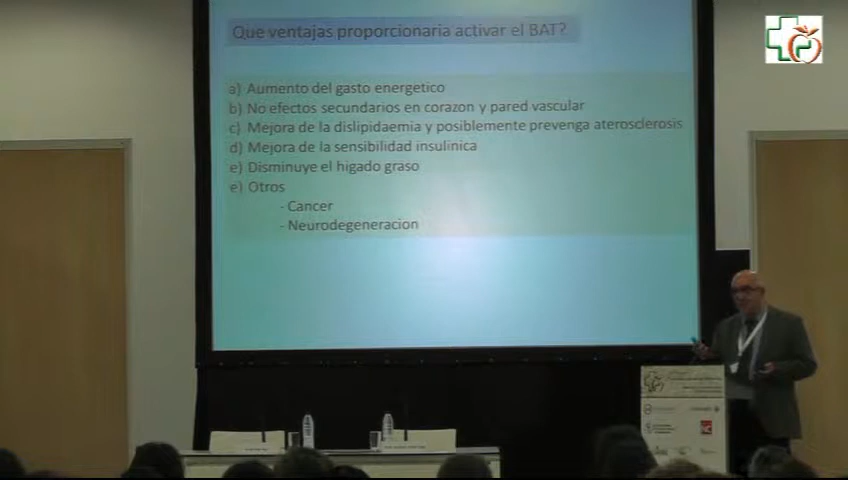 Que ventajas proporcionaria activar el BAT?
a) Aumento del gasto energetico
b) No efectos secundarios en corazon y pared vascular
c) Mejora de la dislipidaemia y posiblemente prevenga aterosclerosis
d) Mejora de la sensibilidad insulinica
e) Disminuye el higado graso
e) Otros
- Cancer
- Neurodegeneracion